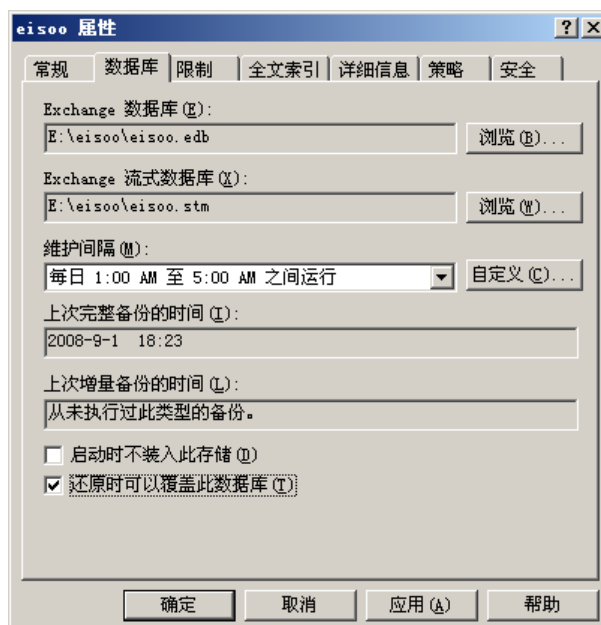 eisoo 属性
常规 数据库 限制 全文索引 详细信息 策略 安全
Exchange 数据库(E):
E:\eisoo\eisoo.edb 浏览(B)...
Exchange 流式数据库(X):
E:\eisoo\eisoo.stm 浏览(W)...
维护间隔(M):
每日 1:00 AM 至 5:00 AM 之间运行 自定义(C)...
上次完整备份的时间(I):
2008-9-1 18:23
上次增量备份的时间(L):
从未执行过此类型的备份。
启动时不装入此存储(D)
还原时可以覆盖此数据库(T)
确定 取消 应用(A) 帮助